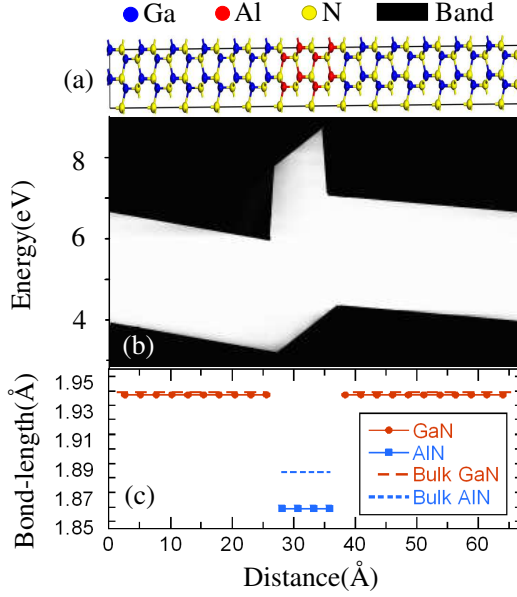 Ga Al N Band
(a)
8
6
4
Energy(eV)
(b)
1.95
1.93
1.91
1.89
1.87
1.85
Bond-length(Å)
GaN
AlN
Bulk GaN
Bulk AlN
(c)
0 10 20 30 40 50 60
Distance(Å)